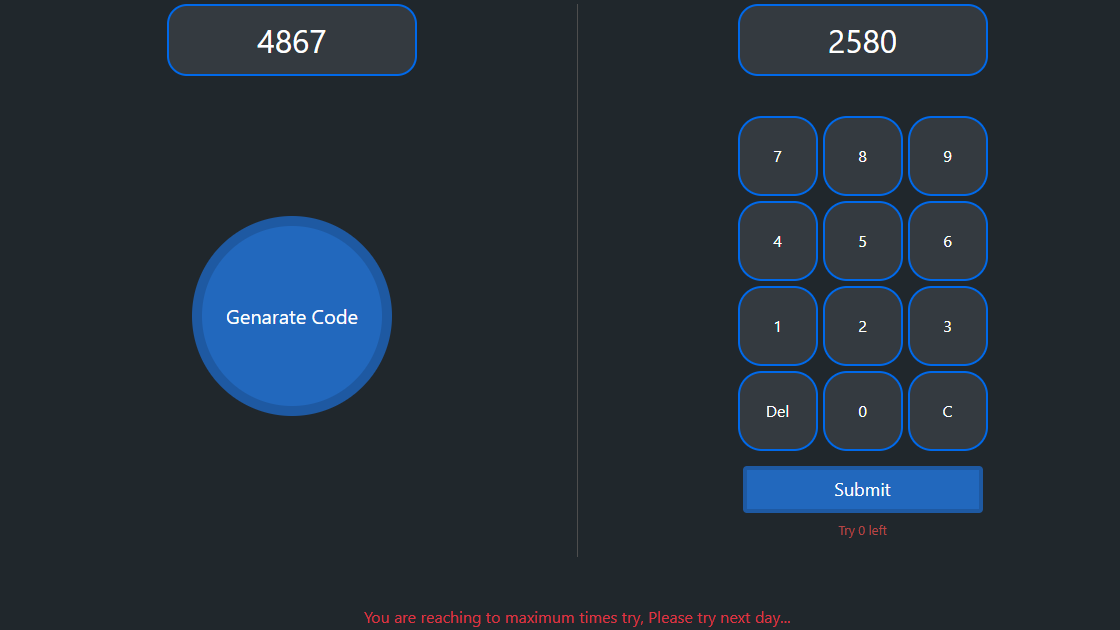 4867
Genarate Code
2580
7 8 9
4 5 6
1 2 3
Del 0 C
Submit
Try 0 left
You are reaching to maximum times try, Please try next day...